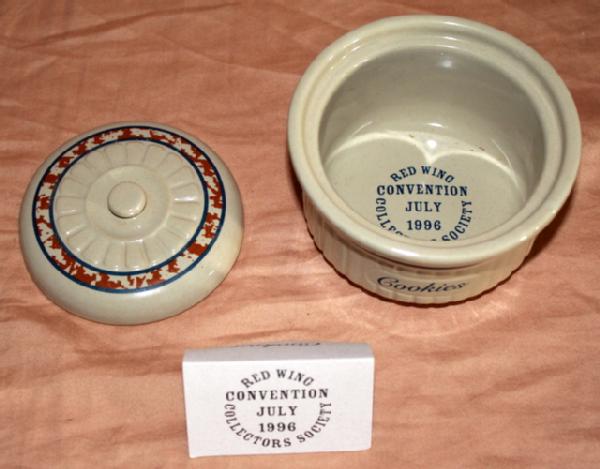 RED WING
CONVENTION
JULY
1996
COLLECTORS SOCIETY
Cookies
RED WING
CONVENTION
JULY
1996
COLLECTORS SOCIETY